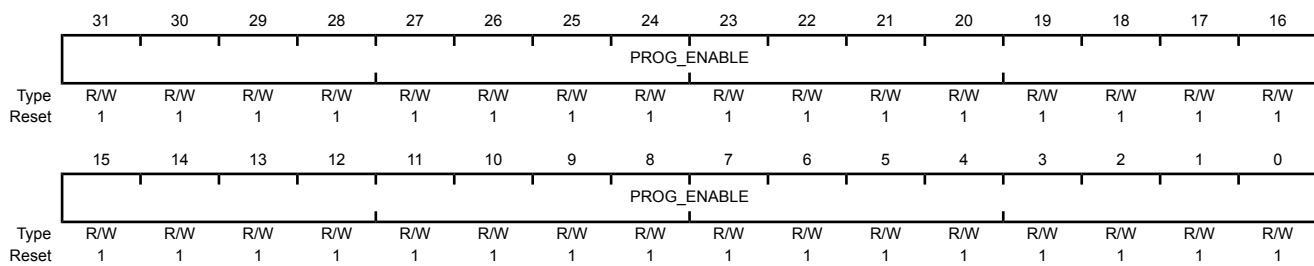 31 30 29 28 27 26 25 24 23 22 21 20 19 18 17 16
PROG_ENABLE
Type R/W R/W R/W R/W R/W R/W R/W R/W R/W R/W R/W R/W R/W R/W R/W R/W
Reset 1 1 1 1 1 1 1 1 1 1 1 1 1 1 1 1
15 14 13 12 11 10 9 8 7 6 5 4 3 2 1 0
PROG_ENABLE
Type R/W R/W R/W R/W R/W R/W R/W R/W R/W R/W R/W R/W R/W R/W R/W R/W
Reset 1 1 1 1 1 1 1 1 1 1 1 1 1 1 1 1